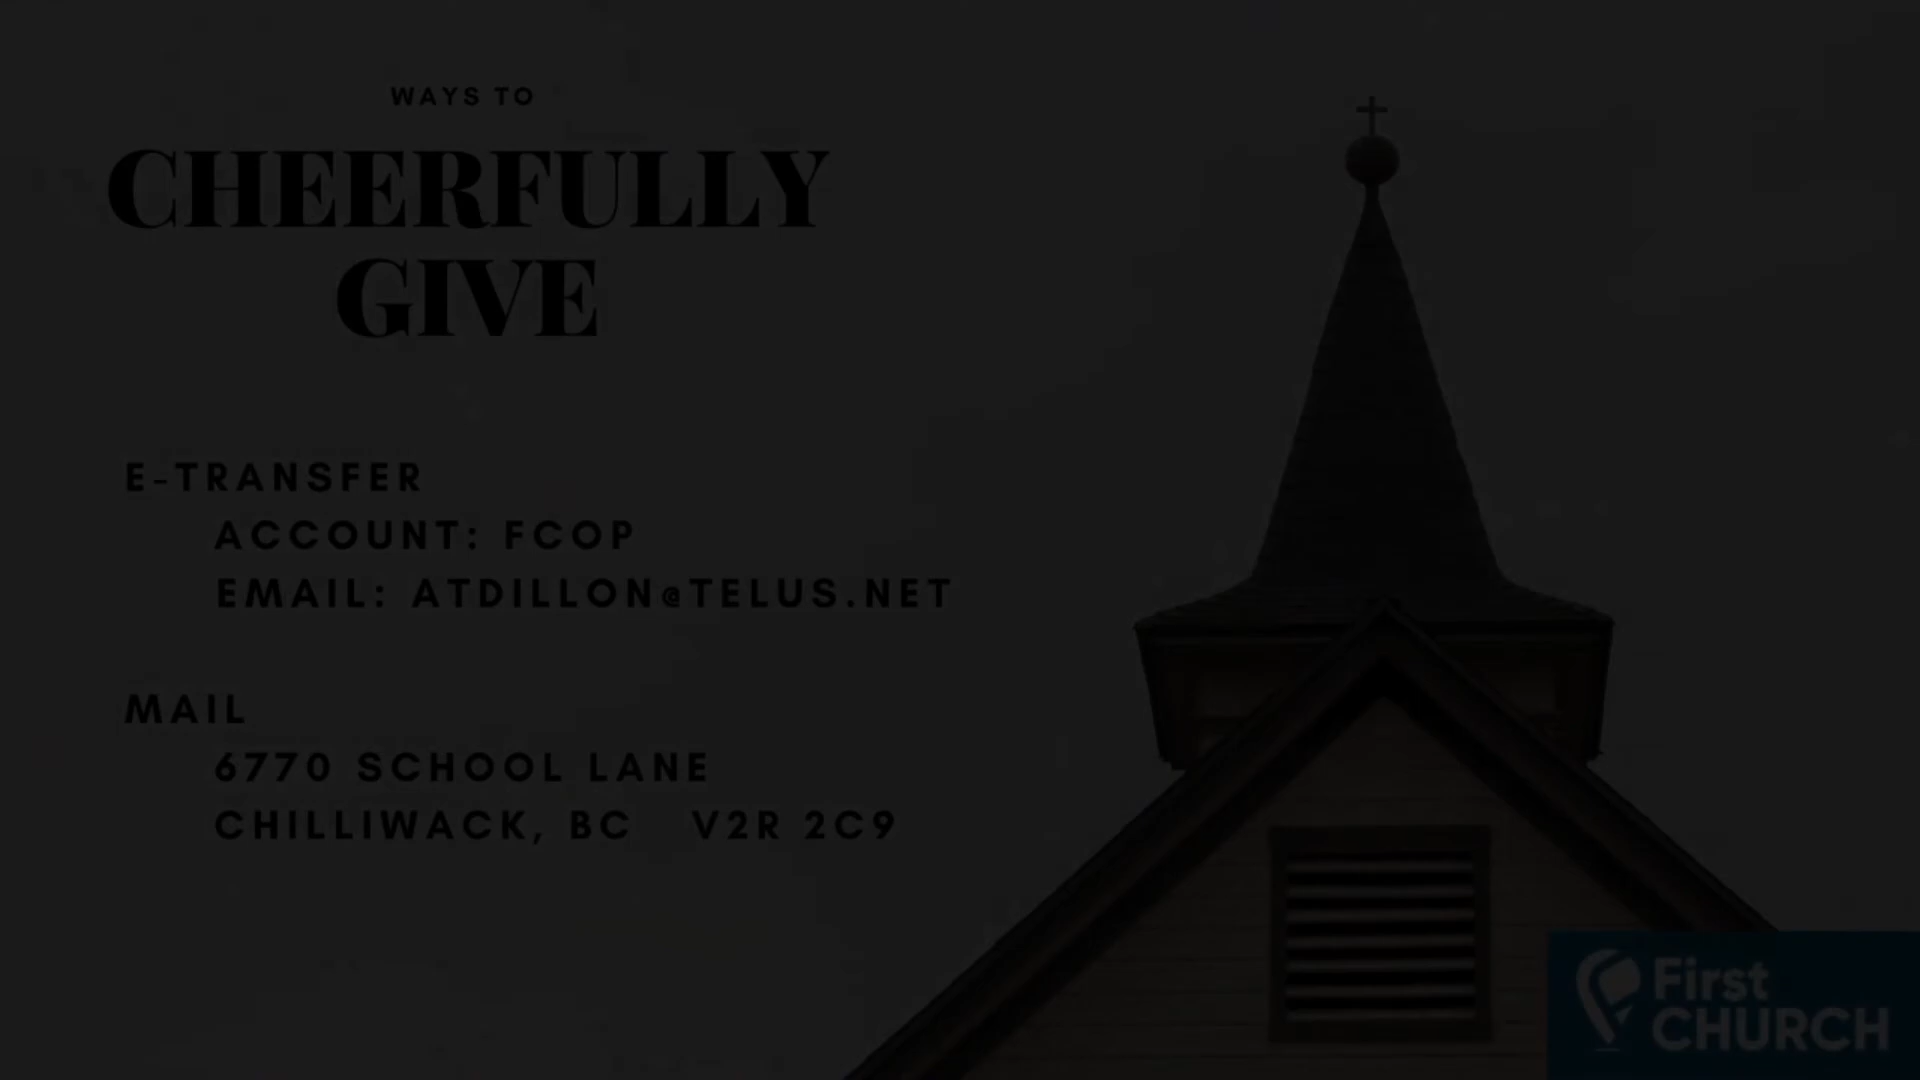 WAYS TO
CHEERFULLY
GIVE
E-TRANSFER
ACCOUNT: FCOP
EMAIL: ATDILLON@TELUS.NET
MAIL
6770 SCHOOL LANE
CHILLIWACK, BC V2R 2C9
First
CHURCH